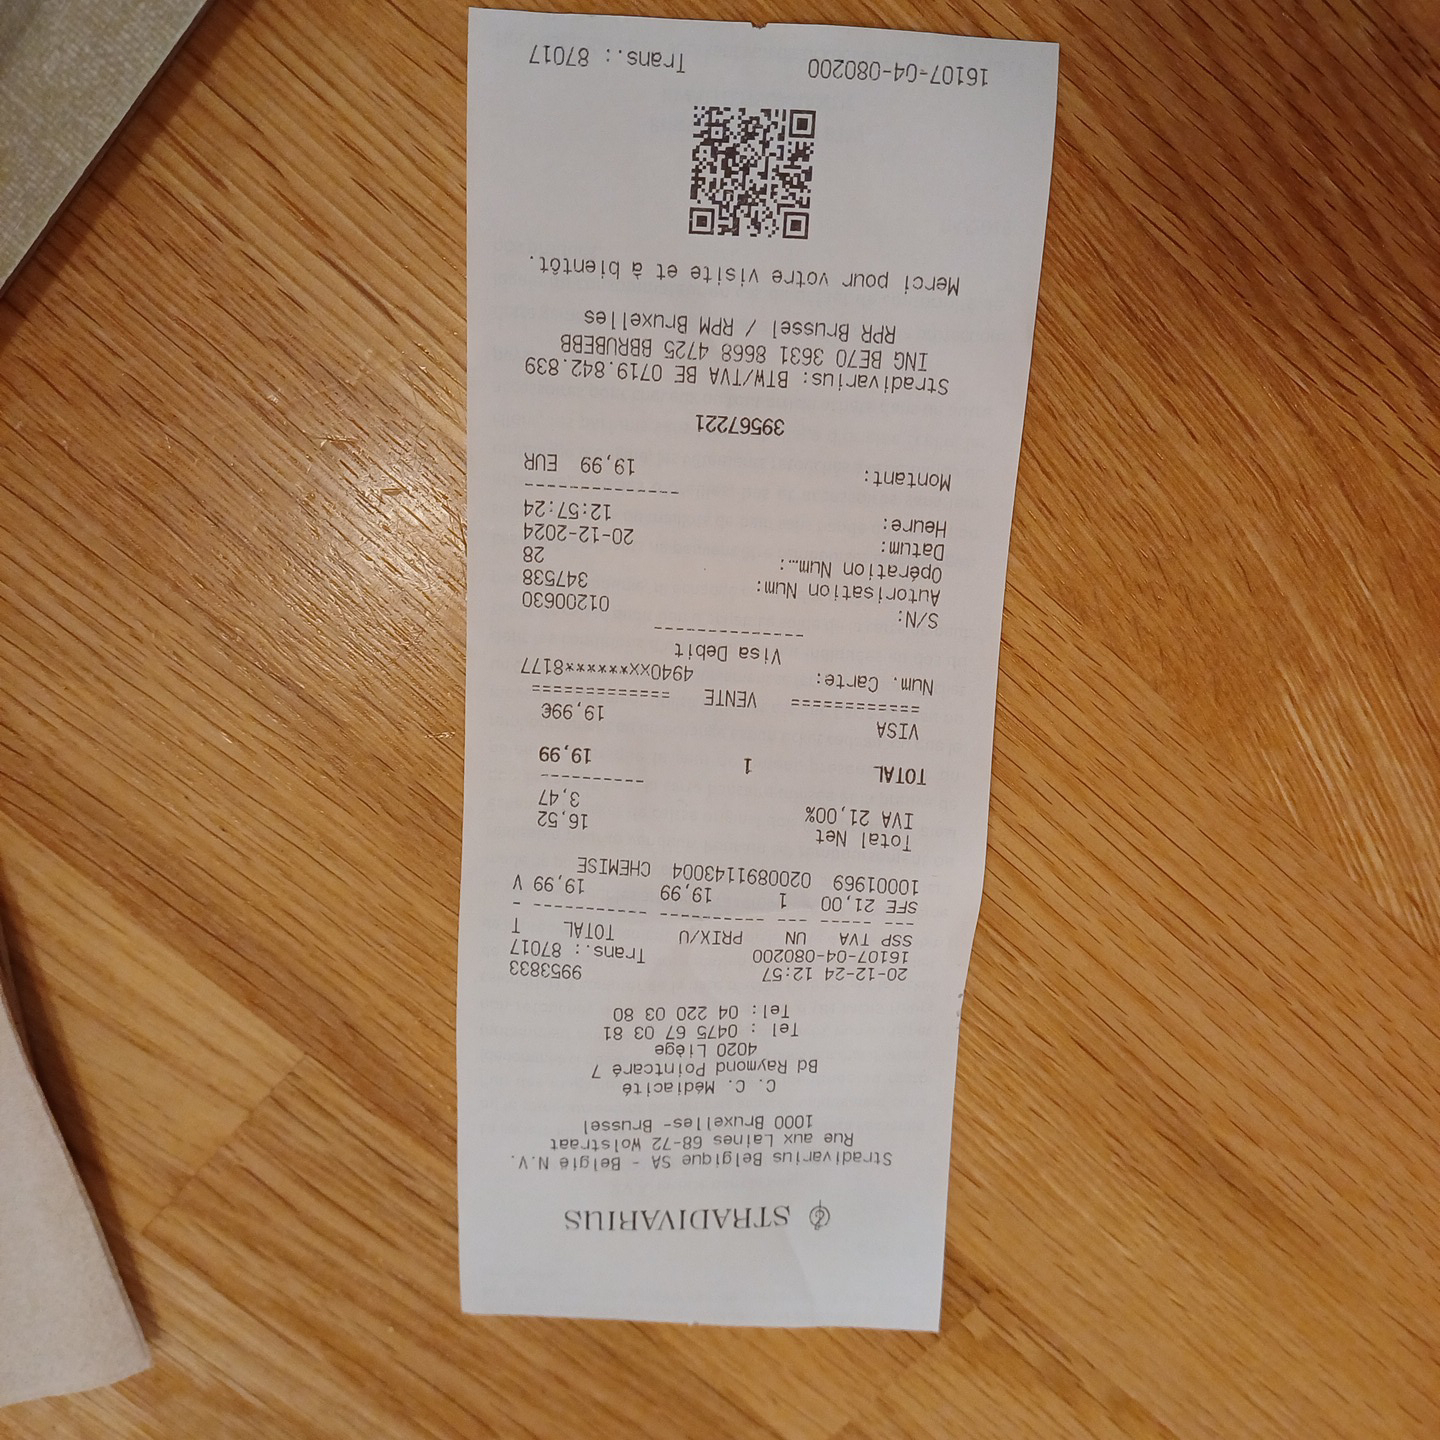 STRADIVARIUS
Stradivarius Belgique SA - België N.V.
Rue aux Laines 68-72 Wolstraat
1000 Bruxelles- Brussel
C. C. Médiacité
Bd Raymond Pointcaré 7
4020 Liège
Tel : 0475 67 03 81
Tel: 04 220 03 80
20-12-24 12:57 9953833
16107-04-080200 Trans.: 87017
SSP TVA UN PRIX/U TOTAL T
SFE 21,00 1 19,99 19,99 V
10001969 0200891143004 CHEMISE
Total Net 16,52
IVA 21,00% 3,47
TOTAL 1 19,99
VISA 19,99€
============ VENTE ============
Num. Carte: 4940xx********8177
Visa Debit
S/N: 01200630
Autorisation Num: 347538
Opération Num...: 28
Datum: 20-12-2024
Heure: 12:57:24
Montant: 19,99 EUR
39567221
Stradivarius: BTW/TVA BE 0719.842.839
ING BE70 3631 8668 4725 BBRUBEBB
RPR Brussel / RPM Bruxelles
Merci pour votre visite et à bientôt.
16107-04-080200 Trans.: 87017